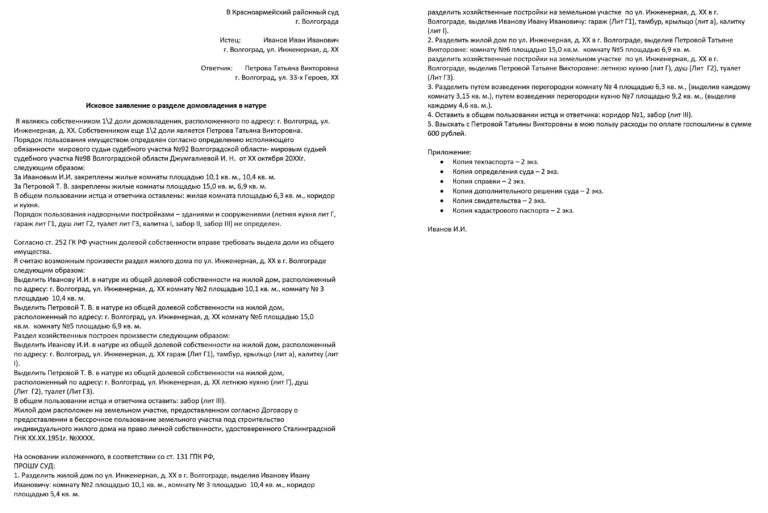 В Красноармейский районный суд
г. Волгограда
Истец: Иванов Иван Иванович
г. Волгоград, ул. Инженерная, д. XX
Ответчик: Петрова Татьяна Викторовна
г. Волгоград, ул. 33-х Героев, XX
Исковое заявление о разделе домовладения в натуре
Я являюсь собственником 1\2 доли домовладения, расположенного по адресу: г. Волгоград, ул.
Инженерная, д. XX. Собственником еще 1\2 доли является Петрова Татьяна Викторовна.
Порядок пользования имуществом определен согласно определению исполняющего
обязанности мирового судьи судебного участка №92 Волгоградской области- мировым судьей
судебного участка №98 Волгоградской области Джумгалиевой И. Н. от XX октября 20XXг.
следующим образом:
За Ивановым И.И. закреплены жилые комнаты площадью 10,1 кв. м., 10,4 кв. м.
За Петровой Т. В. закреплены жилые комнаты площадью 15,0 кв. м, 6,9 кв. м.
В общем пользовании истца и ответчика оставлены: жилая комната площадью 6,3 кв. м., коридор
и кухня.
Порядок пользования надворными постройками – зданиями и сооружениями (летняя кухня лит Г,
гараж лит Г1, душ лит Г2, туалет лит Г3, калитка I, забор II, забор III) не определен.
Согласно ст. 252 ГК РФ участник долевой собственности вправе требовать выдела доли из общего
имущества.
Я считаю возможным произвести раздел жилого дома по ул. Инженерная, д. XX в г. Волгограде
следующим образом:
Выделить Иванову И.И. в натуре из общей долевой собственности на жилой дом, расположенный
по адресу: г. Волгоград, ул. Инженерная, д. XX комнату №2 площадью 10,1 кв. м., комнату № 3
площадью 10,4 кв. м.
Выделить Петровой Т. В. в натуре из общей долевой собственности на жилой дом,
расположенный по адресу: г. Волгоград, ул. Инженерная, д. XX комнату №6 площадью 15,0
кв.м. комнату №5 площадью 6,9 кв. м.
Раздел хозяйственных построек произвести следующим образом:
Выделить Иванову И.И. в натуре из общей долевой собственности на жилой дом, расположенный
по адресу: г. Волгоград, ул. Инженерная, д. XX гараж (Лит Г1), тамбур, крыльцо (лит а), калитку (лит
I).
Выделить Петровой Т. В. в натуре из общей долевой собственности на жилой дом,
расположенный по адресу: г. Волгоград, ул. Инженерная, д. XX летнюю кухню (лит Г), душ
(Лит Г2), туалет (Лит Г3).
В общем пользовании истца и ответчика оставить: забор (лит III).
Жилой дом расположен на земельном участке, предоставленном согласно Договору о
предоставлении в бессрочное пользование земельного участка под строительство
индивидуального жилого дома на право личной собственности, удостоверенного Сталинградской
ГНК XX.XX.1951г. №XXXX.
На основании изложенного, в соответствии со ст. 131 ГПК РФ,
ПРОШУ СУД:
1. Разделить жилой дом по ул. Инженерная, д. XX в г. Волгограде, выделив Иванову Ивану
Ивановичу: комнату №2 площадью 10,1 кв. м., комнату № 3 площадью 10,4 кв. м., коридор
площадью 5,4 кв. м.
разделить хозяйственные постройки на земельном участке по ул. Инженерная, д. XX в г.
Волгограде, выделив Иванову Ивану Ивановичу: гараж (Лит Г1), тамбур, крыльцо (лит а), калитку
(лит I).
2. Разделить жилой дом по ул. Инженерная, д. XX в г. Волгограде, выделив Петровой Татьяне
Викторовне: комнату №6 площадью 15,0 кв.м. комнату №5 площадью 6,9 кв. м.
разделить хозяйственные постройки на земельном участке по ул. Инженерная, д. XX в г.
Волгограде, выделив Петровой Татьяне Викторовне: летнюю кухню (лит Г), душ (Лит Г2), туалет
(Лит Г3).
3. Разделить путем возведения перегородки комнату № 4 площадью 6,3 кв. м., (выделив каждому
комнату 3,15 кв. м.), путем возведения перегородки кухню №7 площадью 9,2 кв. м., (выделив
каждому 4,6 кв. м.).
4. Оставить в общем пользовании истца и ответчика: коридор №1, забор (лит III).
5. Взыскать с Петровой Татьяны Викторовны в мою пользу расходы по оплате госпошлины в сумме
600 рублей.
Приложение:
• Копия техпаспорта – 2 экз.
• Копия определения суда – 2 экз.
• Копия справки – 2 экз.
• Копия дополнительного решения суда – 2 экз.
• Копия свидетельства – 2 экз.
• Копия кадастрового паспорта – 2 экз.
Иванов И.И.